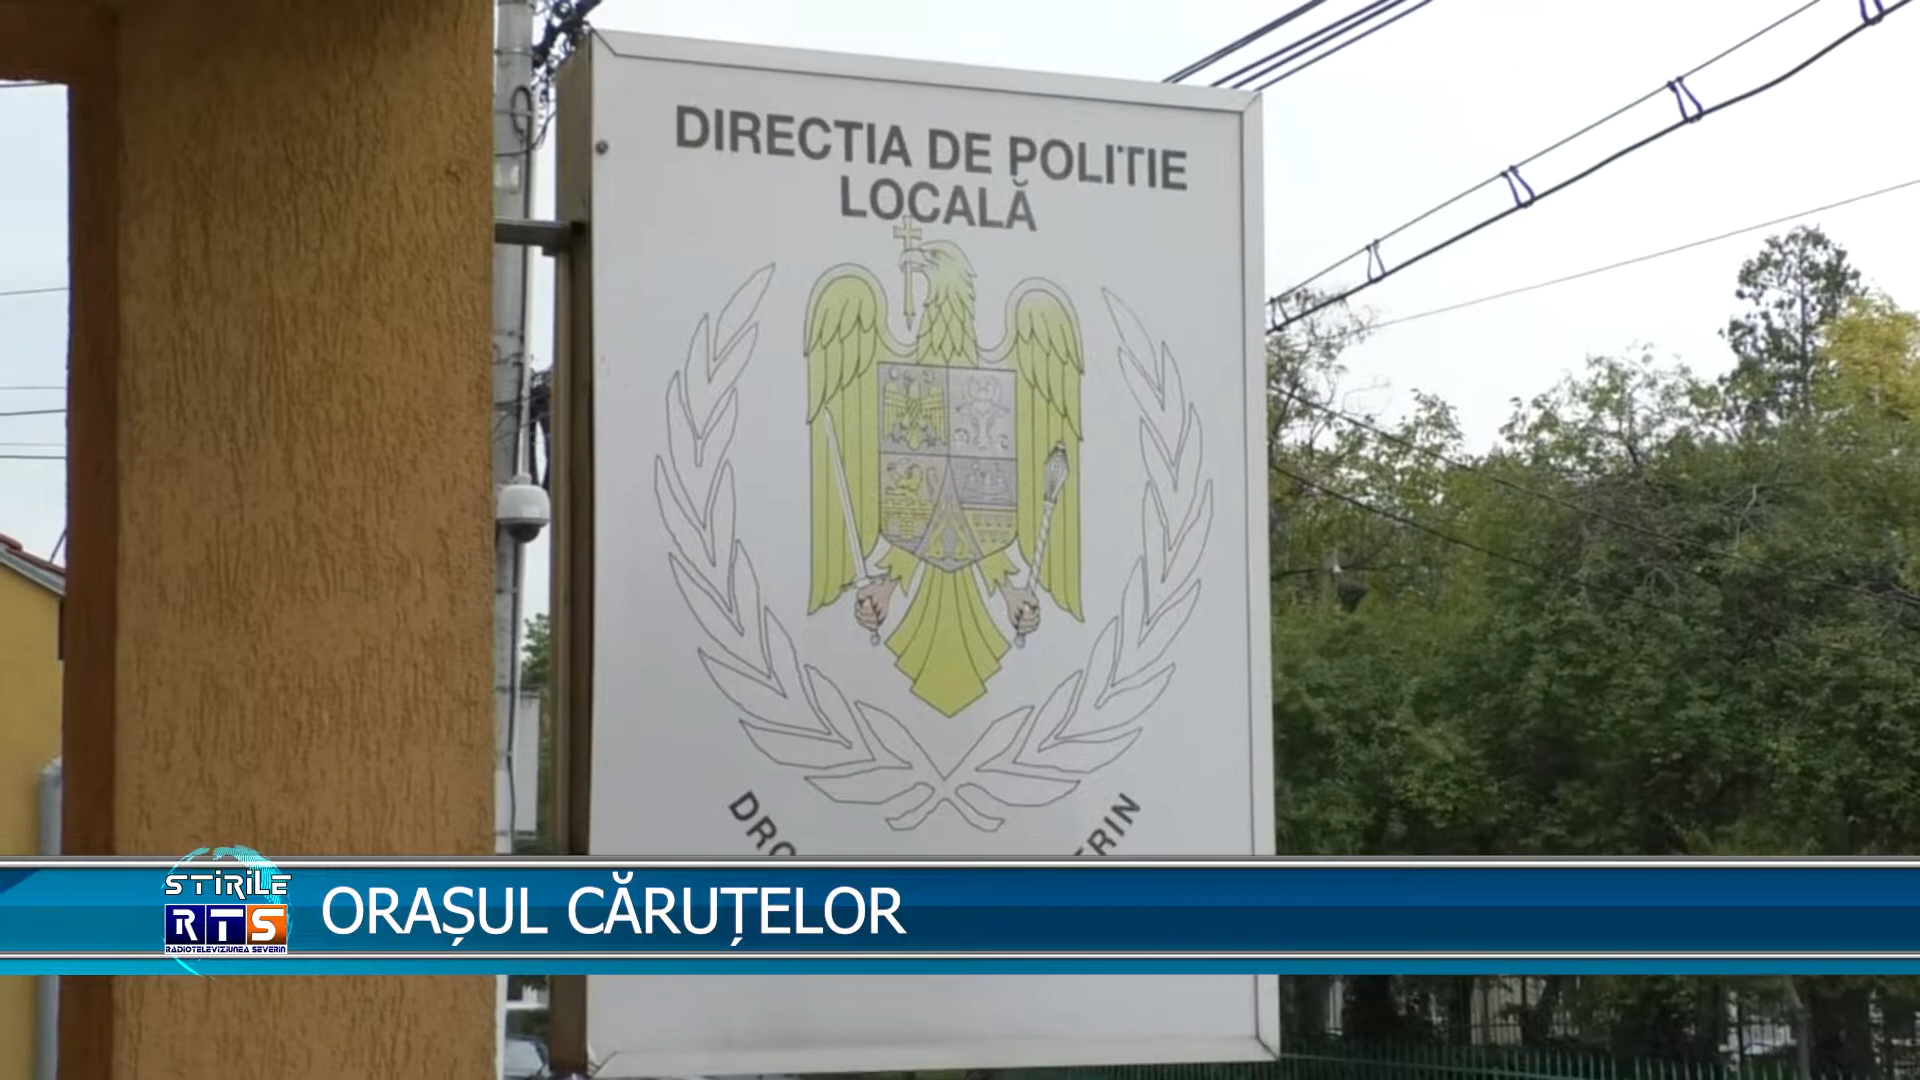 DIRECTIA DE POLITIE
LOCALĂ
STIRILE
RTS
RADIOTELEVIZIUNEA SEVERIN
ORAȘUL CĂRUȚELOR